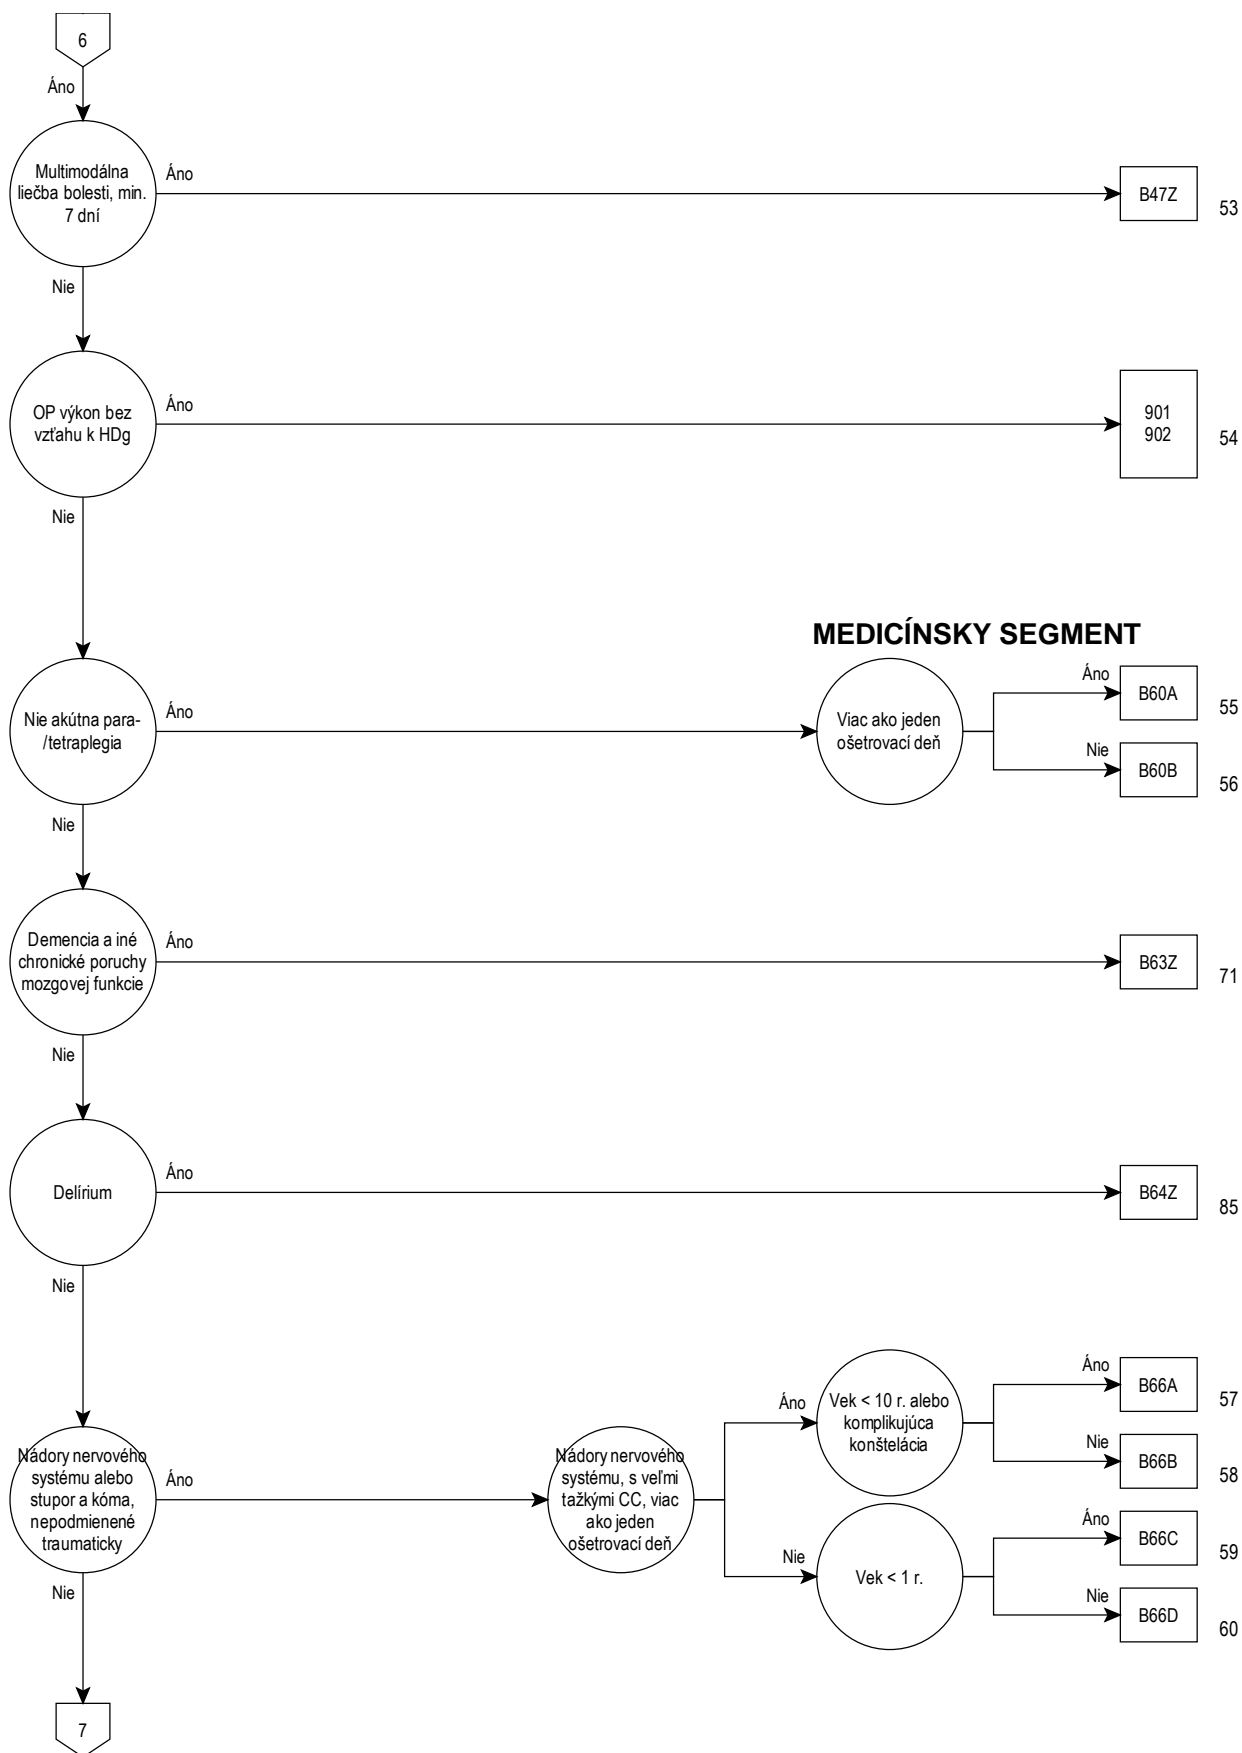 6
Áno
Multimodálna
liečba bolesti, min.
7 dní
Áno
B47Z
53
Nie
OP výkon bez
vzťahu k HDg
Áno
901
902
54
Nie
MEDICÍNSKY SEGMENT
Nie akútna para-
/tetraplegia
Áno
Viac ako jeden
ošetrovací deň
Áno
B60A
55
Nie
B60B
56
Nie
Demencia a iné
chronické poruchy
mozgovej funkcie
Áno
B63Z
71
Nie
Delírium
Áno
B64Z
85
Nie
Nádory nervového
systému alebo
stupor a kóma,
nepodmienené
traumaticky
Áno
Nádory nervového
systému, s veľmi
tažkými CC, viac
ako jeden
ošetrovací deň
Áno
Vek < 10 r. alebo
komplikujúca
konštelácia
Áno
B66A
57
Nie
B66B
58
Nie
Vek < 1 r.
Áno
B66C
59
Nie
B66D
60
Nie
7